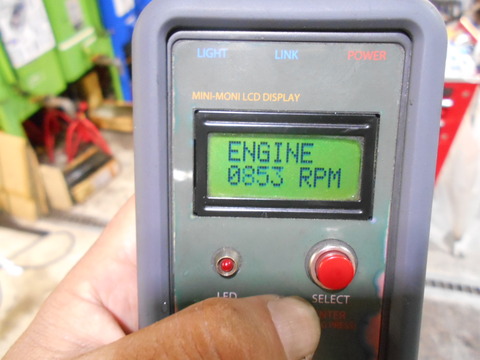 LIGHT LINK POWER
MINI-MONI LCD DISPLAY
ENGINE
0853 RPM
LED SELECT